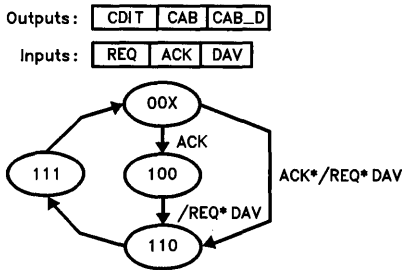 Outputs: CDIT CAB CAB_D
Inputs: REQ ACK DAV
00X
ACK
111
100
ACK*/REQ* DAV
/REQ* DAV
110